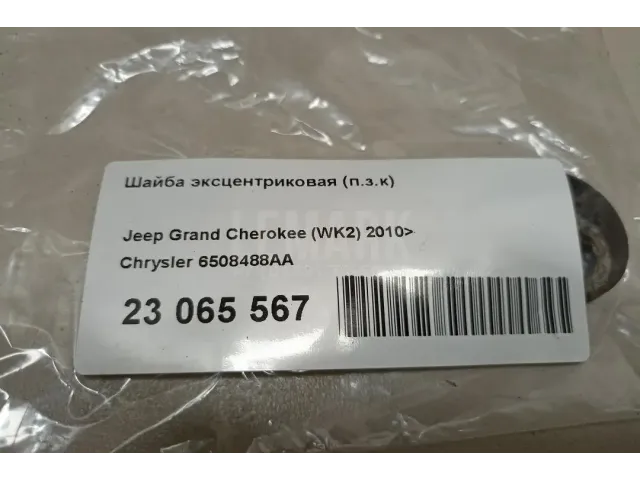 Шайба эксцентриковая (п.з.к)
Jeep Grand Cherokee (WK2) 2010>
Chrysler 6508488AA
23 065 567